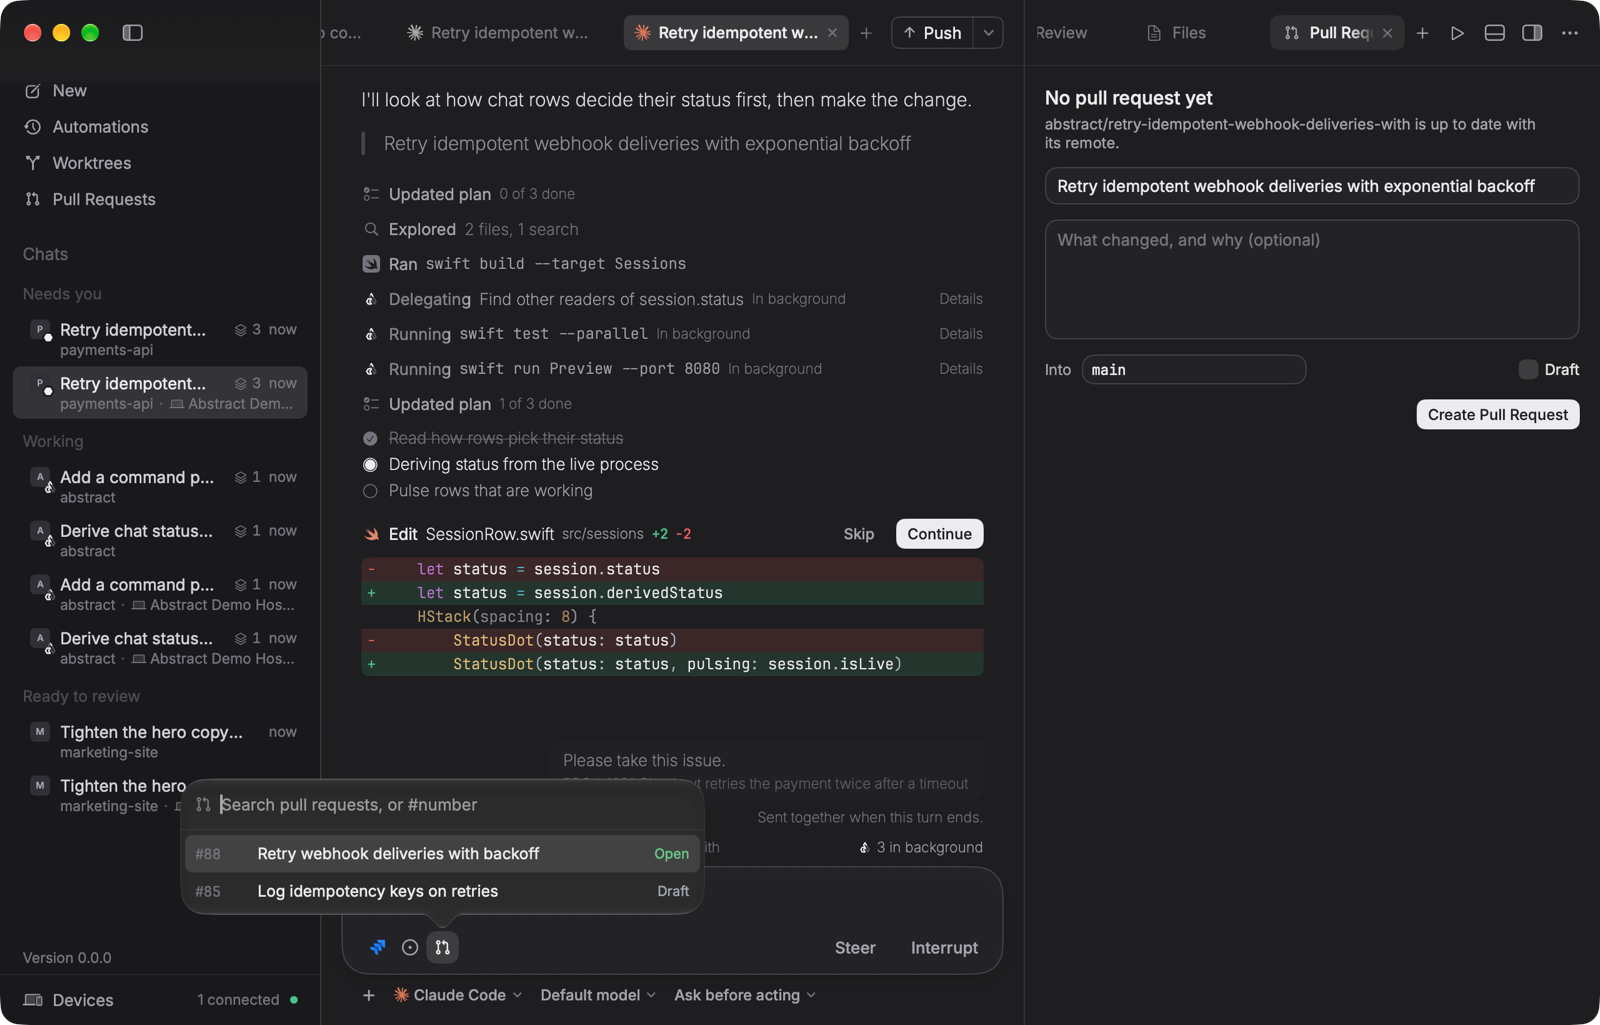 New
Automations
Worktrees
Pull Requests
Chats
Needs you
P Retry idempotent... 3 now
payments-api
P Retry idempotent... 3 now
payments-api · Abstract Dem...
Working
A Add a command p... 1 now
abstract
A Derive chat status... 1 now
abstract
A Add a command p... 1 now
abstract · Abstract Demo Hos...
A Derive chat status... 1 now
abstract · Abstract Demo Hos...
Ready to review
M Tighten the hero copy... now
marketing-site
M Tighten the hero
marketing-site ·
Version 0.0.0
Devices 1 connected
co... Retry idempotent w... Retry idempotent w... Push
I'll look at how chat rows decide their status first, then make the change.
Retry idempotent webhook deliveries with exponential backoff
Updated plan 0 of 3 done
Explored 2 files, 1 search
Ran swift build --target Sessions
Delegating Find other readers of session.status In background Details
Running swift test --parallel In background Details
Running swift run Preview --port 8080 In background Details
Updated plan 1 of 3 done
Read how rows pick their status
Deriving status from the live process
Pulse rows that are working
Edit SessionRow.swift src/sessions +2 -2 Skip Continue
- let status = session.status
+ let status = session.derivedStatus
HStack(spacing: 8) {
- StatusDot(status: status)
+ StatusDot(status: status, pulsing: session.isLive)
Please take this issue.
retries the payment twice after a timeout
Sent together when this turn ends.
3 in background
Search pull requests, or #number
#88 Retry webhook deliveries with backoff Open
#85 Log idempotency keys on retries Draft
Steer Interrupt
+ Claude Code Default model Ask before acting
Review Files Pull Req
No pull request yet
abstract/retry-idempotent-webhook-deliveries-with is up to date with
its remote.
Retry idempotent webhook deliveries with exponential backoff
What changed, and why (optional)
Into main Draft
Create Pull Request